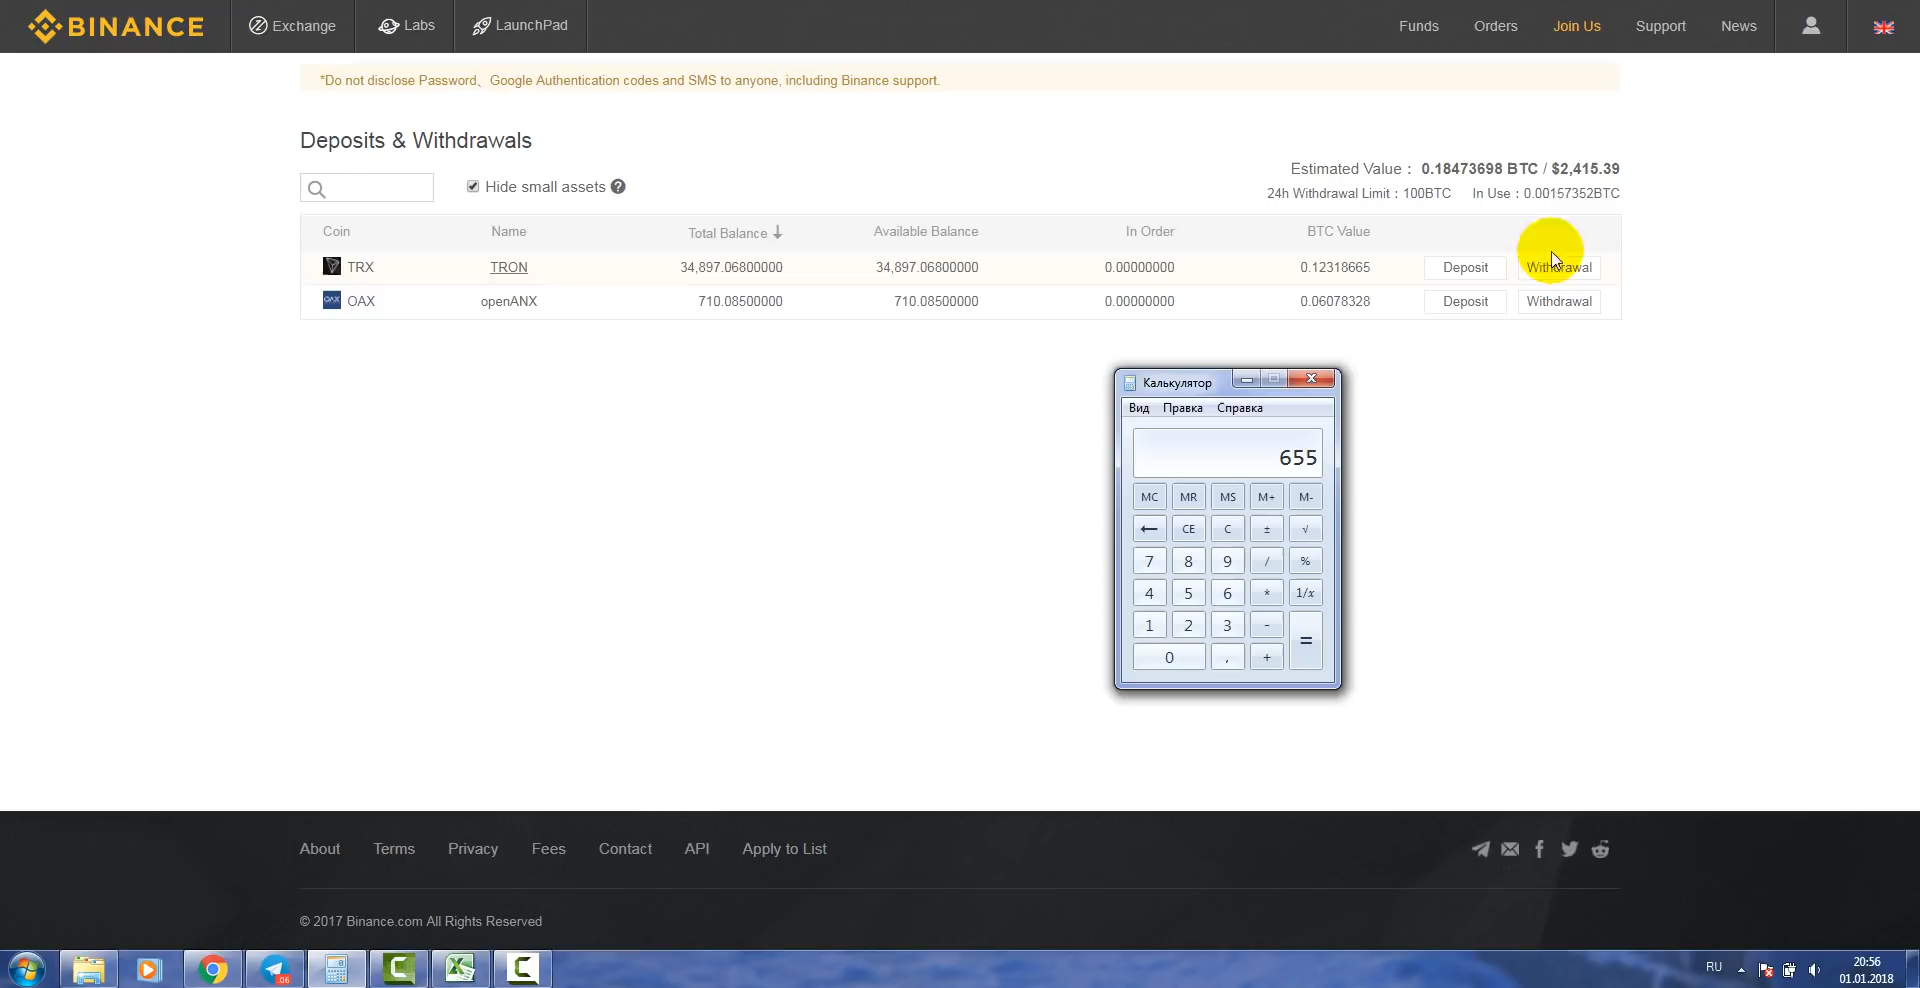 BINANCE Exchange Labs LaunchPad Funds Orders Join Us Support News
*Do not disclose Password、Google Authentication codes and SMS to anyone, including Binance support.
Deposits & Withdrawals
Estimated Value： 0.18473698 BTC / $2,415.39
Hide small assets ?
24h Withdrawal Limit：100BTC In Use：0.00157352BTC
Coin Name Total Balance Available Balance In Order BTC Value
TRX TRON 34,897.06800000 34,897.06800000 0.00000000 0.12318665 Deposit Withdrawal
OAX OAX openANX 710.08500000 710.08500000 0.00000000 0.06078328 Deposit Withdrawal
Калькулятор
Вид Правка Справка
655
MC MR MS M+ M-
← CE C ± √
7 8 9 / %
4 5 6 * 1/x
1 2 3 - =
0 , +
About Terms Privacy Fees Contact API Apply to List
© 2017 Binance.com All Rights Reserved
.06
RU 20:56
01.01.2018